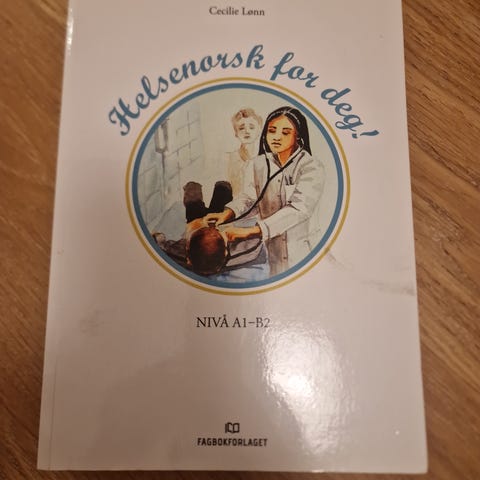 Cecilie Lønn
Helsenorsk for deg!
NIVÅ A1–B2
FAGBOKFORLAGET